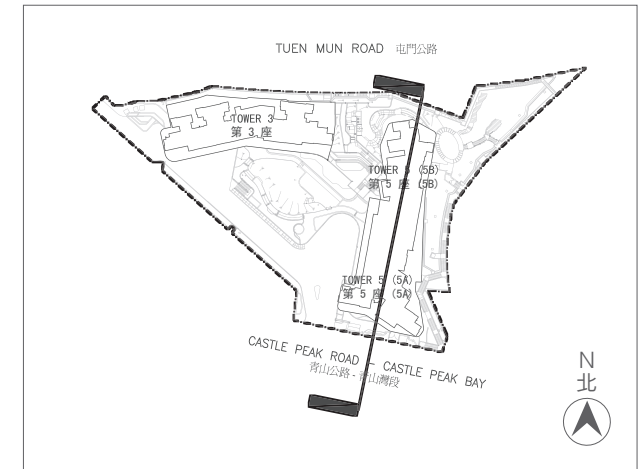 TUEN MUN ROAD 屯門公路
TOWER 3
第 3 座
TOWER 5 (5B)
第 5 座 (5B)
TOWER 5 (5A)
第 5 座 (5A)
CASTLE PEAK ROAD - CASTLE PEAK BAY
青山公路 - 青山灣段
N
北